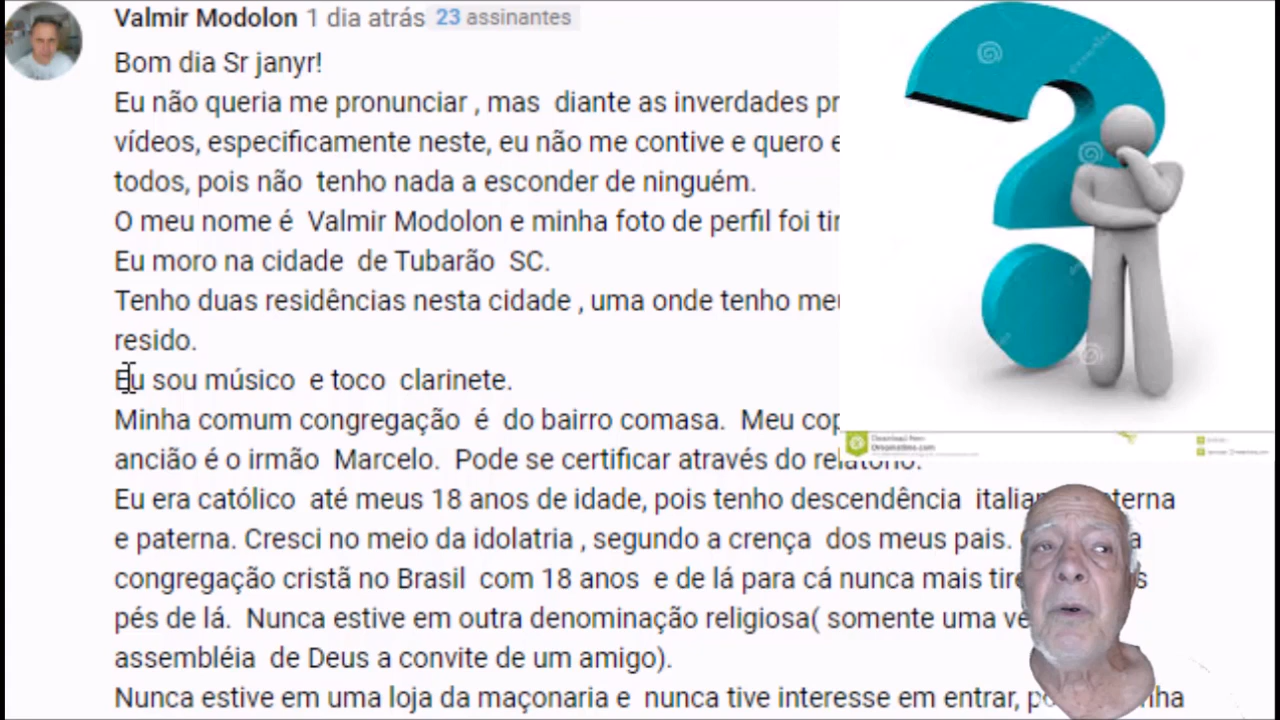 Valmir Modolon 1 dia atrás 23 assinantes
Bom dia Sr janyr!
Eu não queria me pronunciar , mas diante as inverdades
vídeos, especificamente neste, eu não me contive e quero
todos, pois não tenho nada a esconder de ninguém.
O meu nome é Valmir Modolon e minha foto de perfil foi
Eu moro na cidade de Tubarão SC.
Tenho duas residências nesta cidade , uma onde tenho
resido.
Eu sou músico e toco clarinete.
Minha comum congregação é do bairro comasa. Meu
ancião é o irmão Marcelo. Pode se certificar através do relatório.
Eu era católico até meus 18 anos de idade, pois tenho descendência
e paterna. Cresci no meio da idolatria , segundo a crença dos meus pais.
congregação cristã no Brasil com 18 anos e de lá para cá nunca mais
pés de lá. Nunca estive em outra denominação religiosa( somente uma
assembléia de Deus a convite de um amigo).
Nunca estive em uma loja da maçonaria e nunca tive interesse em entrar,
Download from
Dreamstime.com